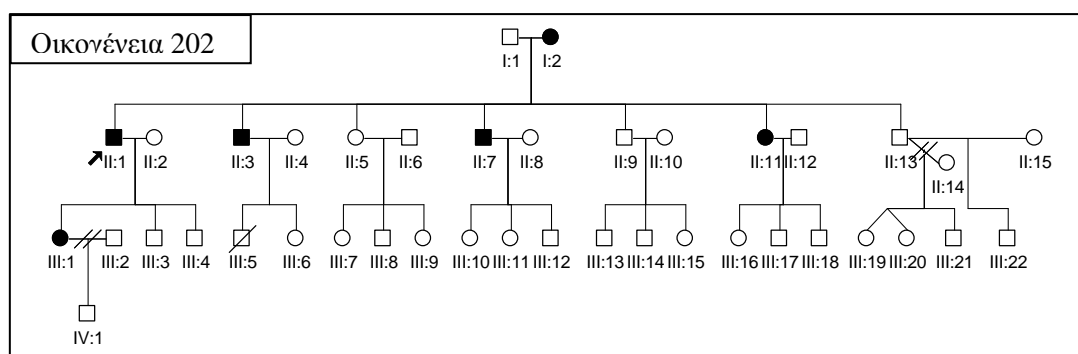 Οικογένεια 202
I:1 I:2
II:1 II:2 II:3 II:4 II:5 II:6 II:7 II:8 II:9 II:10 II:11 II:12 II:13 II:14 II:15
III:1 III:2 III:3 III:4 III:5 III:6 III:7 III:8 III:9 III:10 III:11 III:12 III:13 III:14 III:15 III:16 III:17 III:18 III:19 III:20 III:21 III:22
IV:1